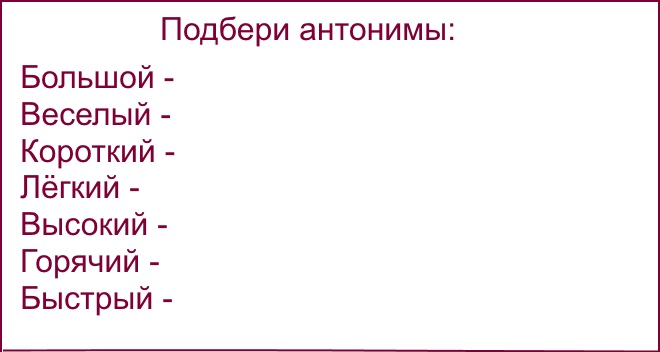 Подбери антонимы:
Большой -
Веселый -
Короткий -
Лёгкий -
Высокий -
Горячий -
Быстрый -